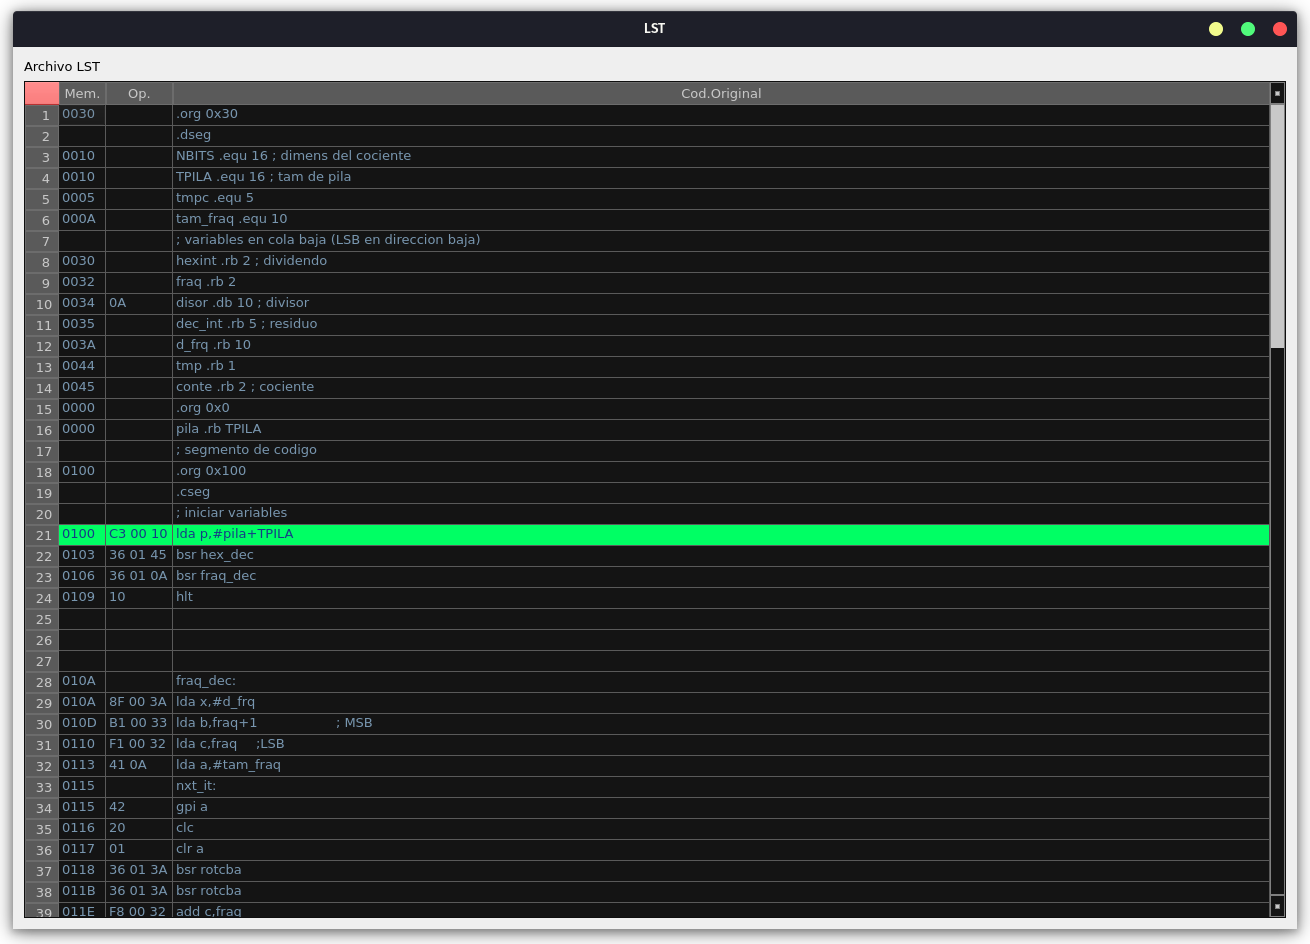 LST
Archivo LST
Mem. Op. Cod.Original
1 0030 .org 0x30
2 .dseg
3 0010 NBITS .equ 16 ; dimens del cociente
4 0010 TPILA .equ 16 ; tam de pila
5 0005 tmpc .equ 5
6 000A tam_fraq .equ 10
7 ; variables en cola baja (LSB en direccion baja)
8 0030 hexint .rb 2 ; dividendo
9 0032 fraq .rb 2
10 0034 0A disor .db 10 ; divisor
11 0035 dec_int .rb 5 ; residuo
12 003A d_frq .rb 10
13 0044 tmp .rb 1
14 0045 conte .rb 2 ; cociente
15 0000 .org 0x0
16 0000 pila .rb TPILA
17 ; segmento de codigo
18 0100 .org 0x100
19 .cseg
20 ; iniciar variables
21 0100 C3 00 10 lda p,#pila+TPILA
22 0103 36 01 45 bsr hex_dec
23 0106 36 01 0A bsr fraq_dec
24 0109 10 hlt
25
26
27
28 010A fraq_dec:
29 010A 8F 00 3A lda x,#d_frq
30 010D B1 00 33 lda b,fraq+1 ; MSB
31 0110 F1 00 32 lda c,fraq ;LSB
32 0113 41 0A lda a,#tam_fraq
33 0115 nxt_it:
34 0115 42 gpi a
35 0116 20 clc
36 0117 01 clr a
37 0118 36 01 3A bsr rotcba
38 011B 36 01 3A bsr rotcba
39 011E F8 00 32 add c,fraq